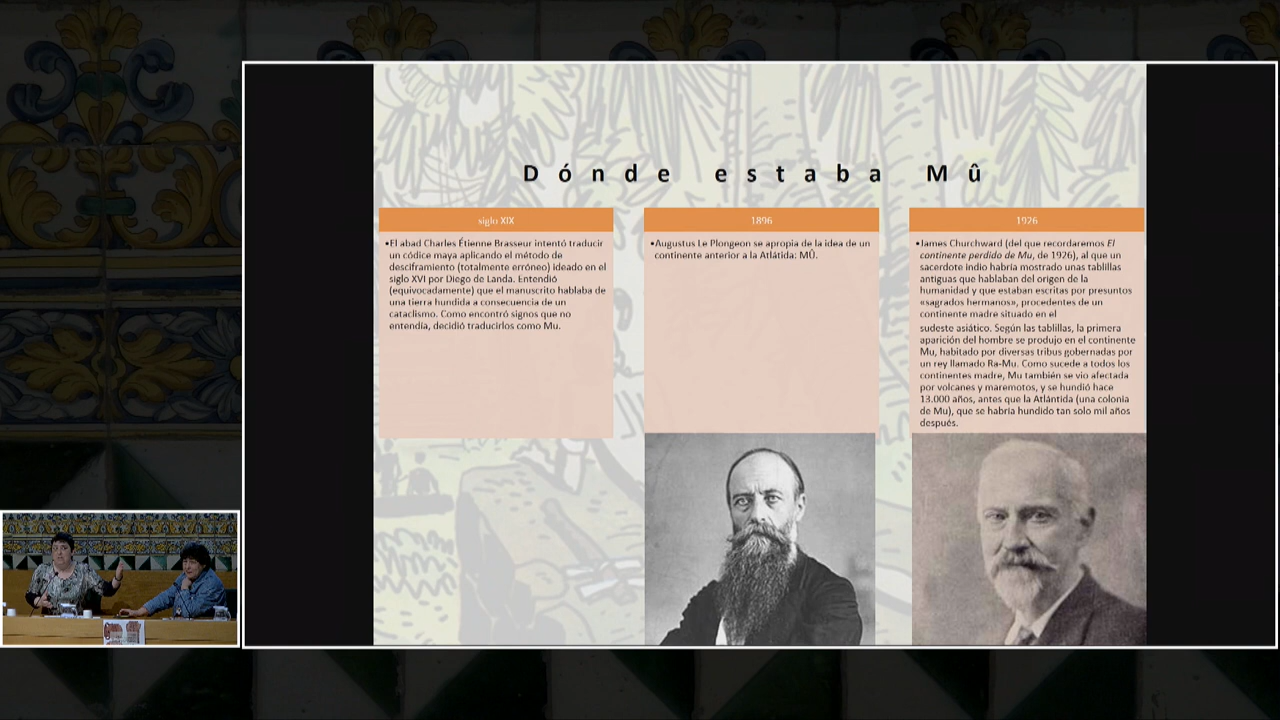 Dónde estaba Mû
siglo XIX
•El abad Charles Étienne Brasseur intentó traducir
un códice maya aplicando el método de
desciframiento (totalmente erróneo) ideado en el
siglo XVI por Diego de Landa. Entendió
(equivocadamente) que el manuscrito hablaba de
una tierra hundida a consecuencia de un
cataclismo. Como encontró signos que no
entendía, decidió traducirlos como Mu.
1896
•Augustus Le Plongeon se apropia de la idea de un
continente anterior a la Atlátida: MÛ.
1926
•James Churchward (del que recordaremos El
continente perdido de Mu, de 1926), al que un
sacerdote indio habría mostrado unas tablillas
antiguas que hablaban del origen de la
humanidad y que estaban escritas por presuntos
«sagrados hermanos», procedentes de un
continente madre situado en el
sudeste asiático. Según las tablillas, la primera
aparición del hombre se produjo en el continente
Mu, habitado por diversas tribus gobernadas por
un rey llamado Ra-Mu. Como sucede a todos los
continentes madre, Mu también se vio afectada
por volcanes y maremotos, y se hundió hace
13.000 años, antes que la Atlántida (una colonia
de Mu), que se habría hundido tan solo mil años
después.